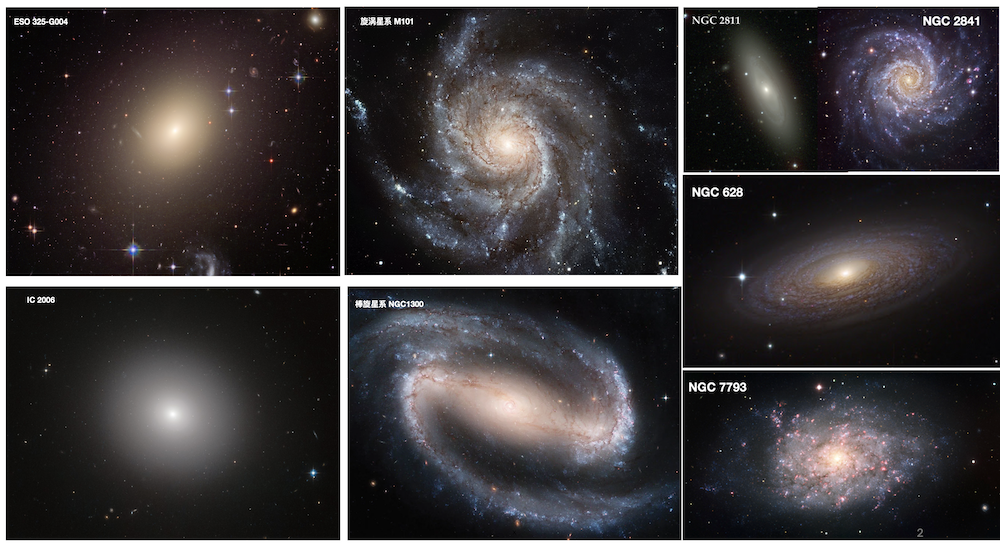 ESO 325-G004
旋涡星系 M101
NGC 2811
NGC 2841
NGC 628
IC 2006
棒旋星系 NGC1300
NGC 7793
2